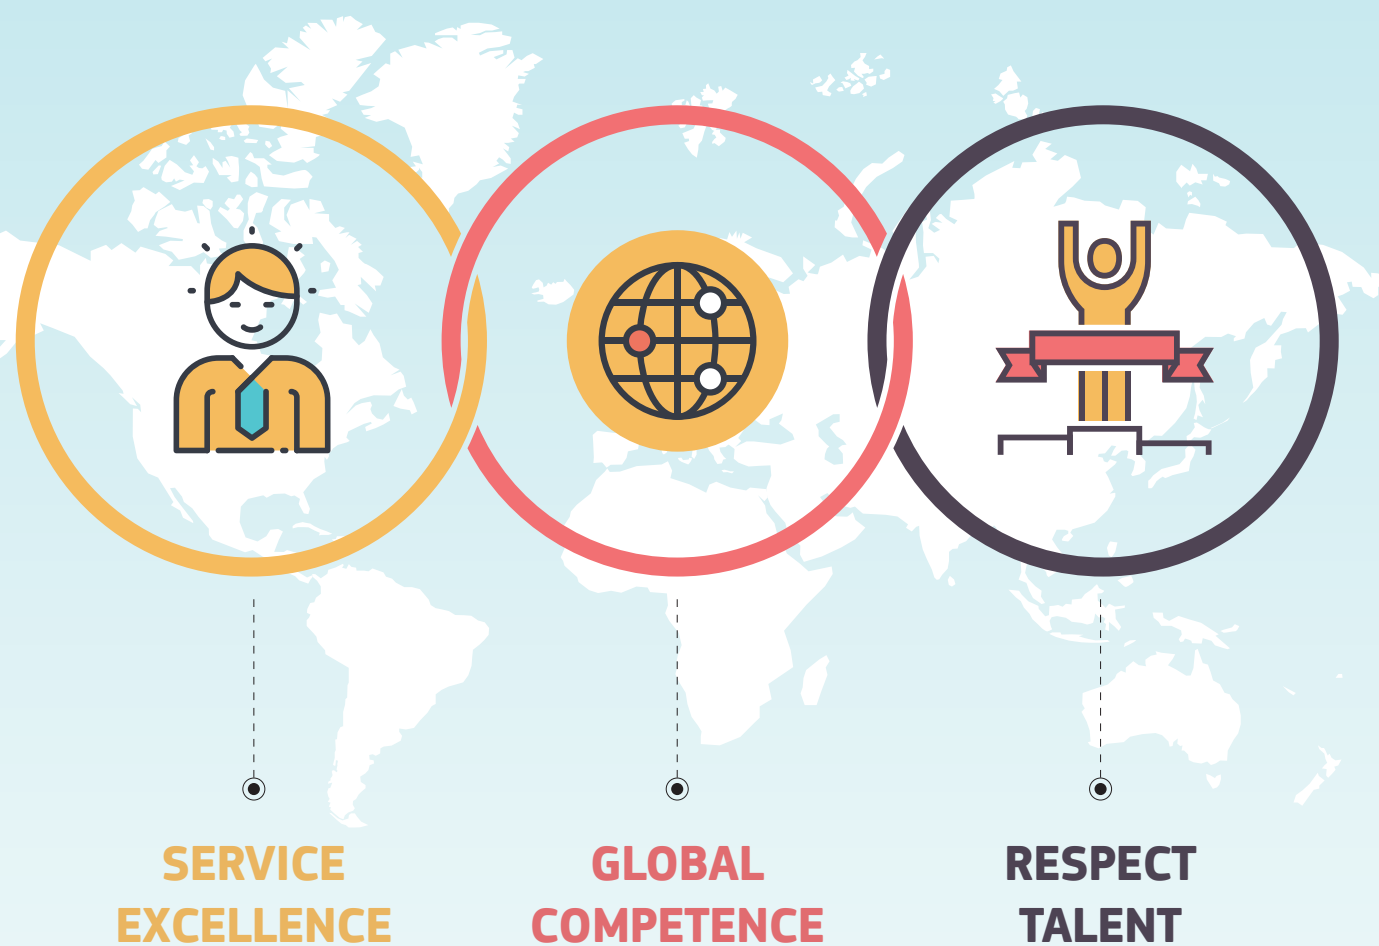 SERVICE
EXCELLENCE
GLOBAL
COMPETENCE
RESPECT
TALENT